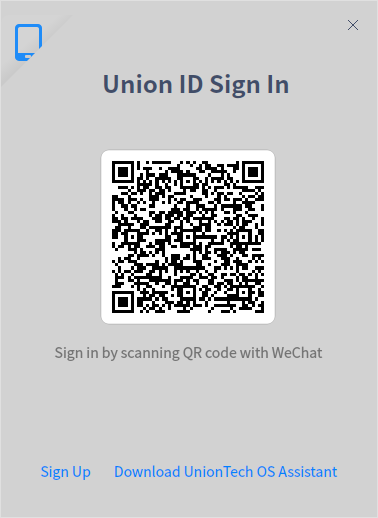 Union ID Sign In
Sign in by scanning QR code with WeChat
Sign Up Download UnionTech OS Assistant